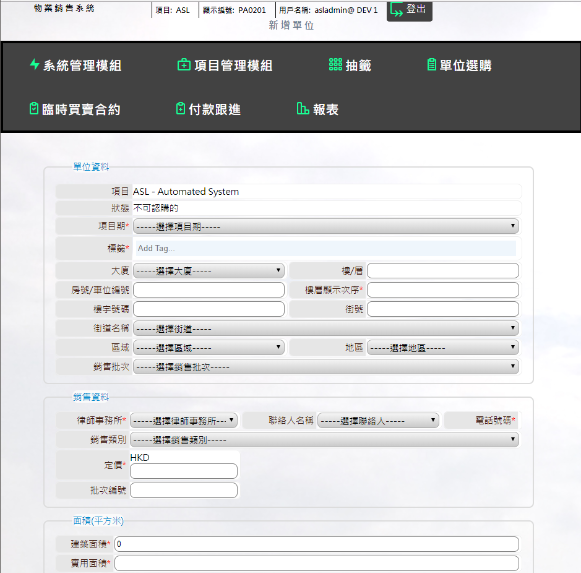 物業銷售系統 項目: ASL 顯示編號: PA0201 用戶名稱: asladmin@ DEV 1 登出
新增單位
系統管理模組 項目管理模組 抽籤 單位選購
臨時買賣合約 付款跟進 報表
單位資料
項目 ASL - Automated System
狀態 不可認購的
項目期* -----選擇項目期-----
標籤* Add Tag...
大廈 -----選擇大廈----- 樓/層
房號/單位編號 樓層顯示次序*
樓宇號碼 街號
街道名稱 -----選擇街道-----
區域 -----選擇區域----- 地區 -----選擇地區-----
銷售批次 -----選擇銷售批次-----
銷售資料
律師事務所* -----選擇律師事務所--- 聯絡人名稱 -----選擇聯絡人----- 電話號碼*
銷售類別 -----選擇銷售類別-----
定價* HKD
批次編號
面積(平方米)
建築面積* 0
實用面積*